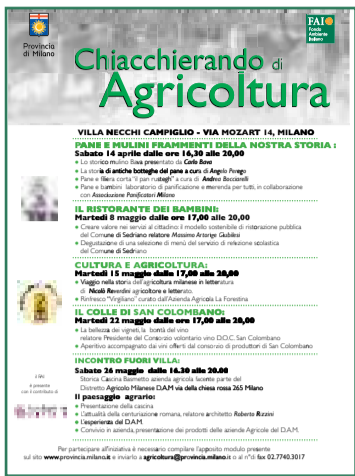 Provincia
di Milano
FAI
Fondo
Ambiente
Italiano
Chiacchierando di
Agricoltura
VILLA NECCHI CAMPIGLIO - VIA MOZART 14, MILANO
PANE E MULINI FRAMMENTI DELLA NOSTRA STORIA :
Sabato 14 aprile dalle ore 16,30 alle 20,00
Lo storico mulino Bava presentato da Carlo Bava
La storia di antiche botteghe del pane a cura di Angelo Perego
Pane e filiera corta "il pan rustegh" a cura di Andrea Baccianelli
Pane e bambini laboratorio di panificazione e merenda per tutti, in collaborazione
con Associazione Panificatori Milano
IL RISTORANTE DEI BAMBINI:
Martedì 8 maggio dalle ore 17,00 alle 20,00
Creare valore nei servizi al cittadino: il modello sostenibile di ristorazione pubblica
del Comune di Sedriano relatore Massimo Artorige Giubilesi
Degustazione di una selezione di menù del servizio di refezione scolastica
del Comune di Sedriano
CULTURA E AGRICOLTURA:
Martedì 15 maggio dalle 17,00 alle 20,00
Viaggio nella storia dell'agricoltura milanese in letteratura
di Nicolò Reverdini agricoltore e letterato.
Rinfresco "Virgiliano" curato dall'Azienda Agricola La Forestina
IL COLLE DI SAN COLOMBANO:
Martedì 22 maggio dalle ore 17,00 alle 20,00
La bellezza dei vigneti, la bontà del vino
relatore Presidente del Consorzio volontario vino D.O.C. San Colombano
Aperitivo accompagnato da vini offerti dal consorzio di produttori di San Colombano
INCONTRO FUORI VILLA:
Sabato 26 maggio dalle 16.30 alle 20.00
Storica Cascina Basmetto azienda agricola facente parte del
Distretto Agricolo Milanese D.A.M via della chiesa rossa 265 Milano
Il paesaggio agrario:
Presentazione della cascina
L'attualità delle centuriazione romana, relatore architetto Roberto Rizzini
L'esperienza del D.A.M.
Convivio in azienda, presentazione dei prodotti delle aziende Agricole del D.A.M.
è presente
con il contributo di
Per partecipare all'iniziativa è necessario compilare l'apposito modulo presente
sul sito www.provincia.milano.it e inviarlo a agricoltura@provincia.milano.it o al n°di fax 02.7740.3017